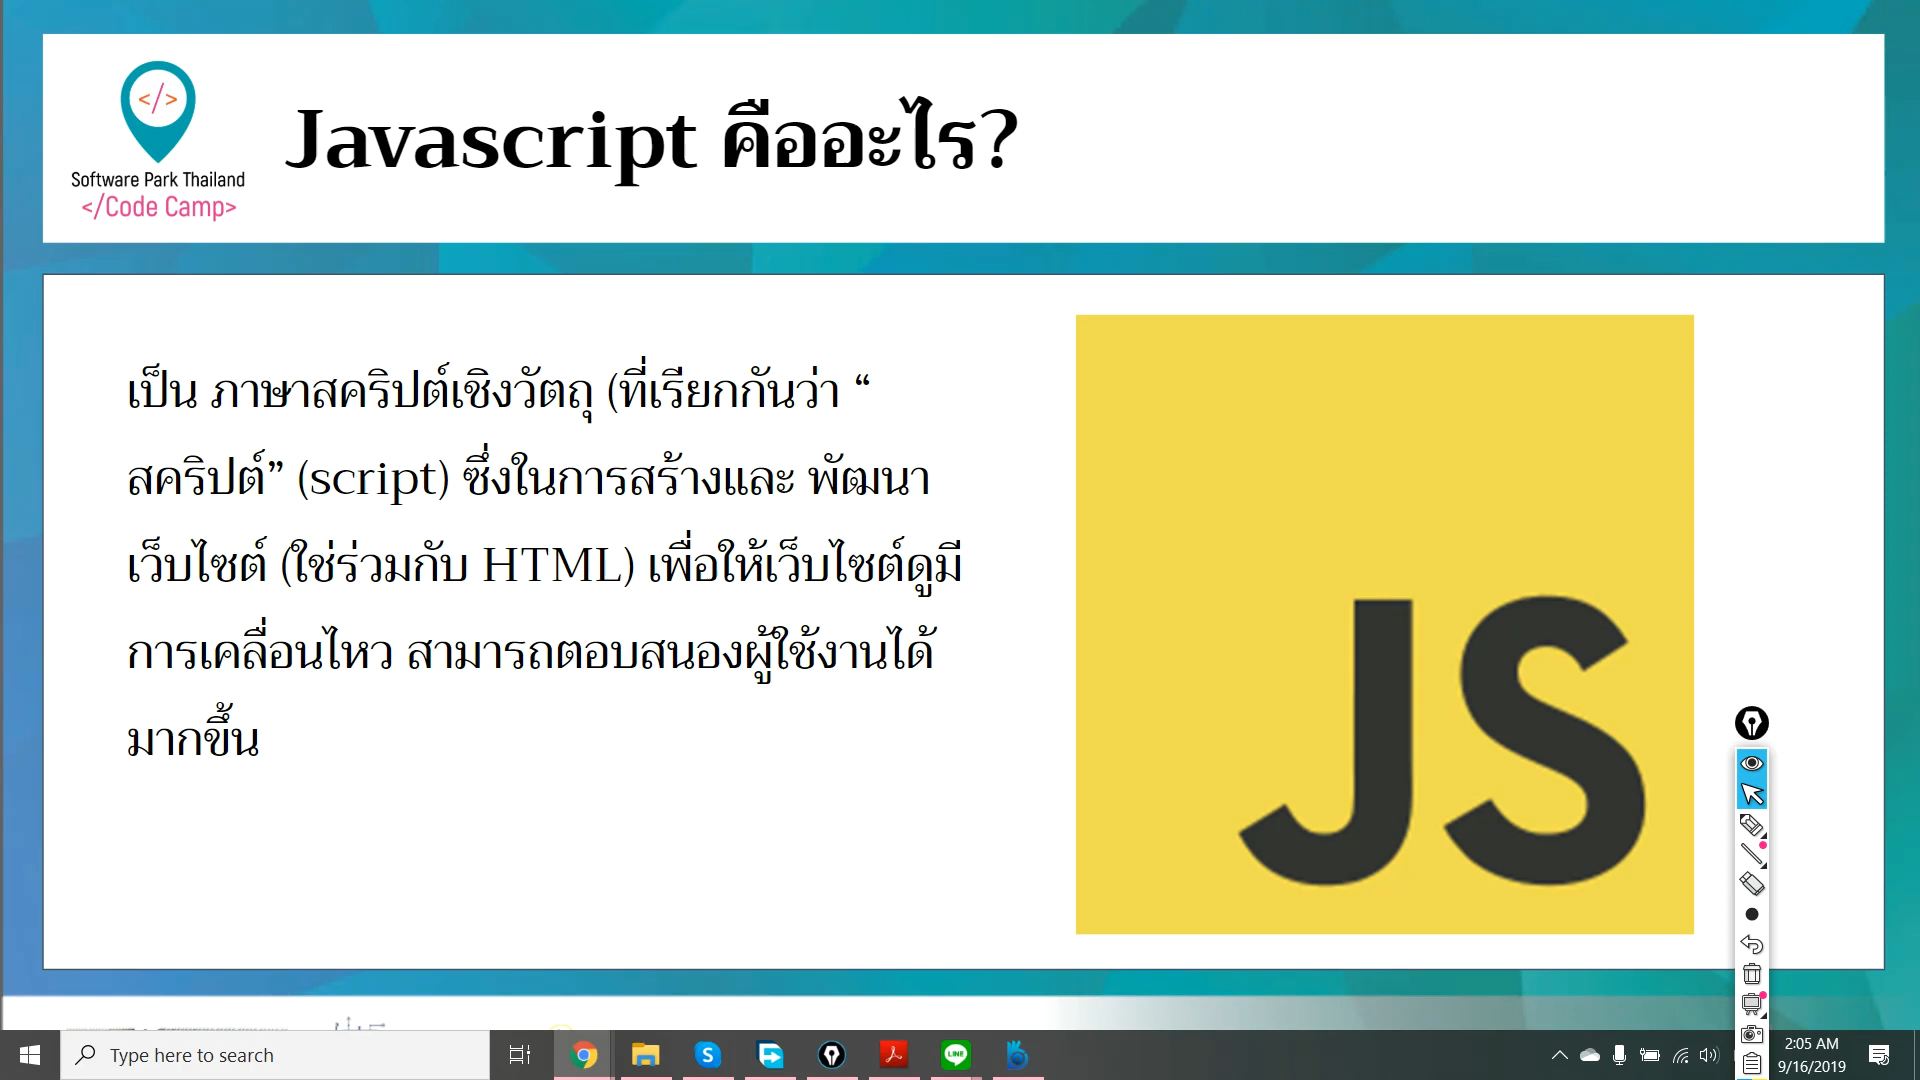 </>
Software Park Thailand
</Code Camp>
Javascript คืออะไร?
เป็น ภาษาสคริปต์เชิงวัตถุ (ที่เรียกกันว่า “
สคริปต์” (script) ซึ่งในการสร้างและ พัฒนา
เว็บไซต์ (ใช่ร่วมกับ HTML) เพื่อให้เว็บไซต์ดูมี
การเคลื่อนไหว สามารถตอบสนองผู้ใช้งานได้
มากขึ้น
JS
Type here to search
S
LINE
2:05 AM
9/16/2019